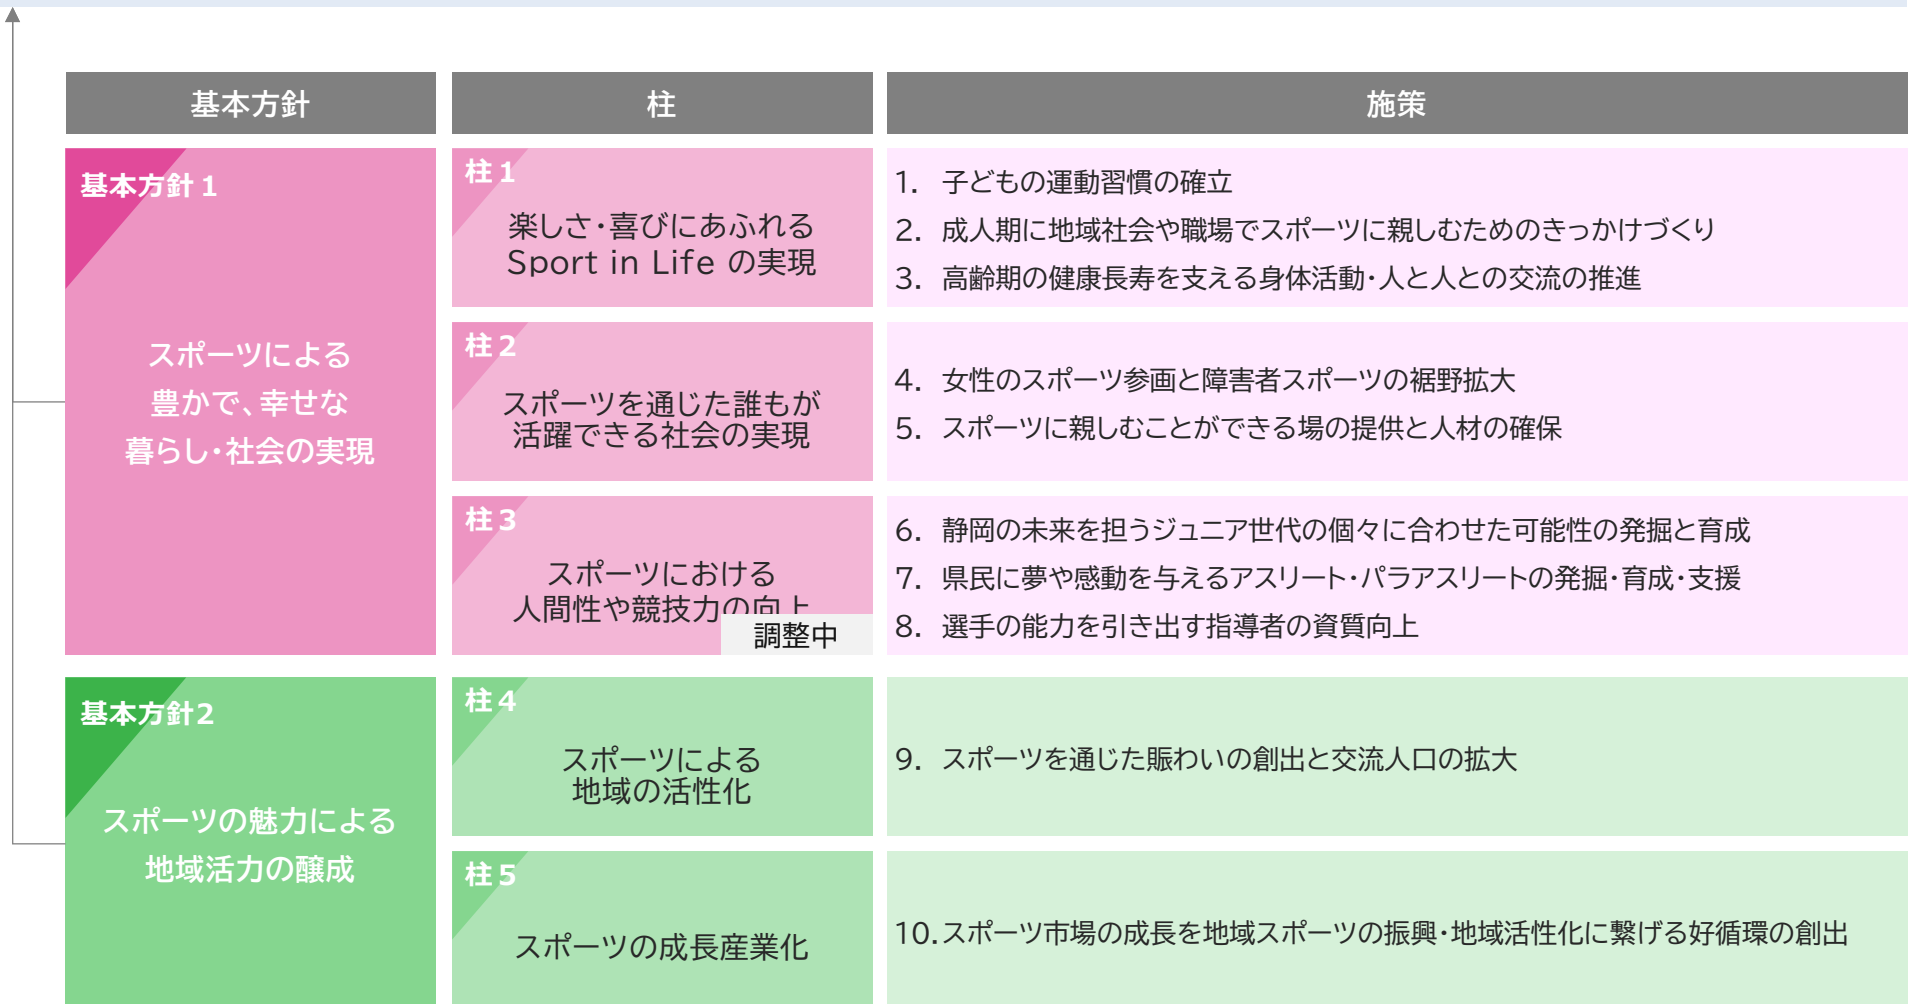 基本方針
柱
施策
基本方針1
スポーツによる
豊かで、幸せな
暮らし・社会の実現
柱1
楽しさ・喜びにあふれる
Sport in Life の実現
1. 子どもの運動習慣の確立
2. 成人期に地域社会や職場でスポーツに親しむためのきっかけづくり
3. 高齢期の健康長寿を支える身体活動・人と人との交流の推進
柱2
スポーツを通じた誰もが
活躍できる社会の実現
4. 女性のスポーツ参画と障害者スポーツの裾野拡大
5. スポーツに親しむことができる場の提供と人材の確保
柱3
スポーツにおける
人間性や競技力の向上
調整中
6. 静岡の未来を担うジュニア世代の個々に合わせた可能性の発掘と育成
7. 県民に夢や感動を与えるアスリート・パラアスリートの発掘・育成・支援
8. 選手の能力を引き出す指導者の資質向上
基本方針2
スポーツの魅力による
地域活力の醸成
柱4
スポーツによる
地域の活性化
9. スポーツを通じた賑わいの創出と交流人口の拡大
柱5
スポーツの成長産業化
10.スポーツ市場の成長を地域スポーツの振興・地域活性化に繋げる好循環の創出